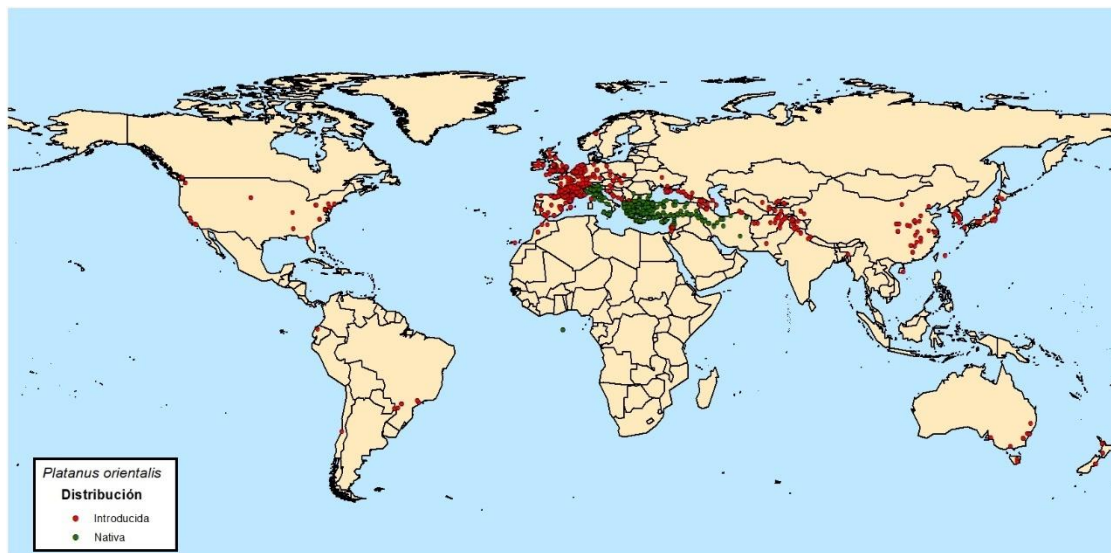 Platanus orientalis
Distribución
Introducida
Nativa